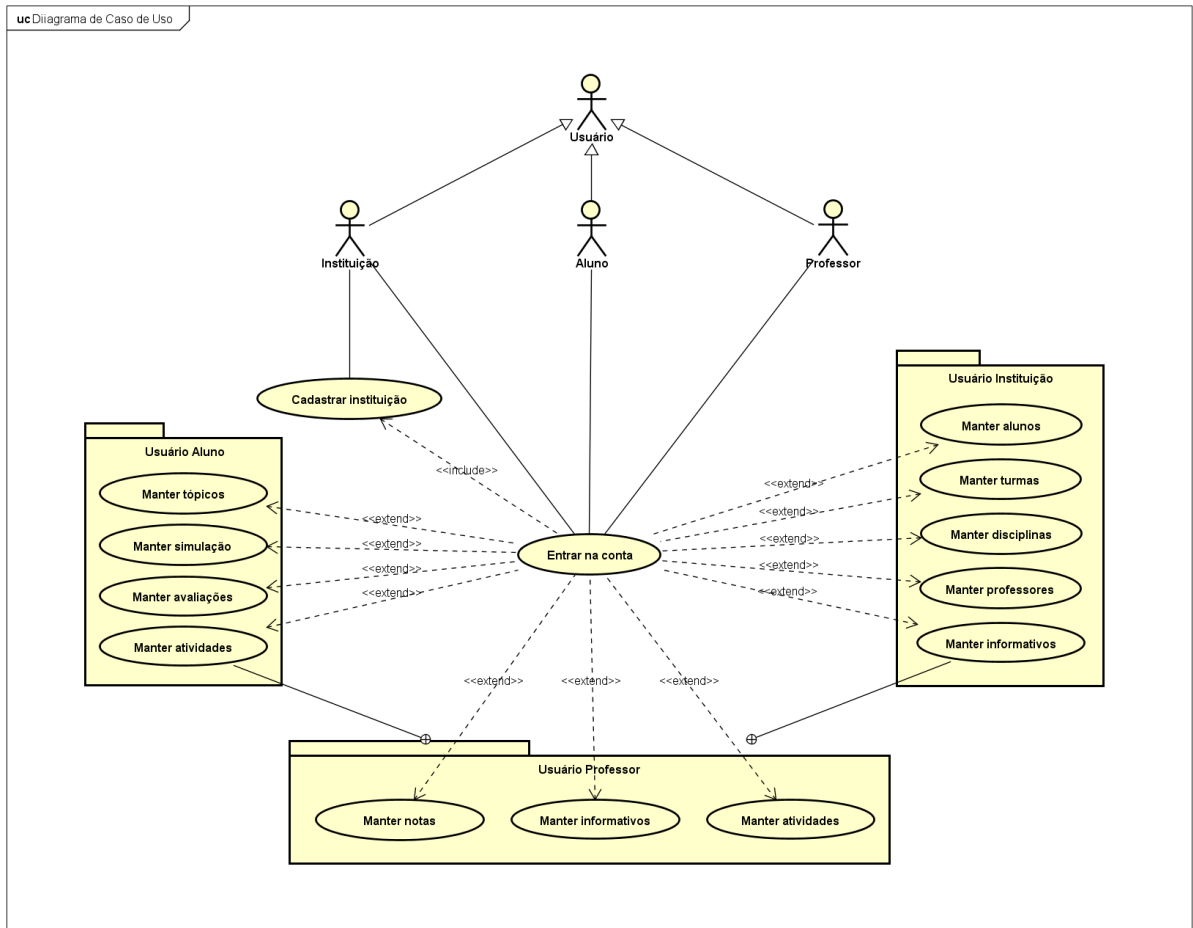 uc Diiagrama de Caso de Uso
Usuário
Instituição
Aluno
Professor
Cadastrar instituição
Usuário Instituição
Manter alunos
Manter turmas
Manter disciplinas
Manter professores
Manter informativos
Usuário Aluno
Manter tópicos
Manter simulação
Manter avaliações
Manter atividades
<<include>>
<<extend>>
<<extend>>
<<extend>>
<<extend>>
Entrar na conta
<<extend>>
<<extend>>
<<extend>>
<<extend>>
<<extend>>
<<extend>>
<<extend>>
<<extend>>
Usuário Professor
Manter notas
Manter informativos
Manter atividades